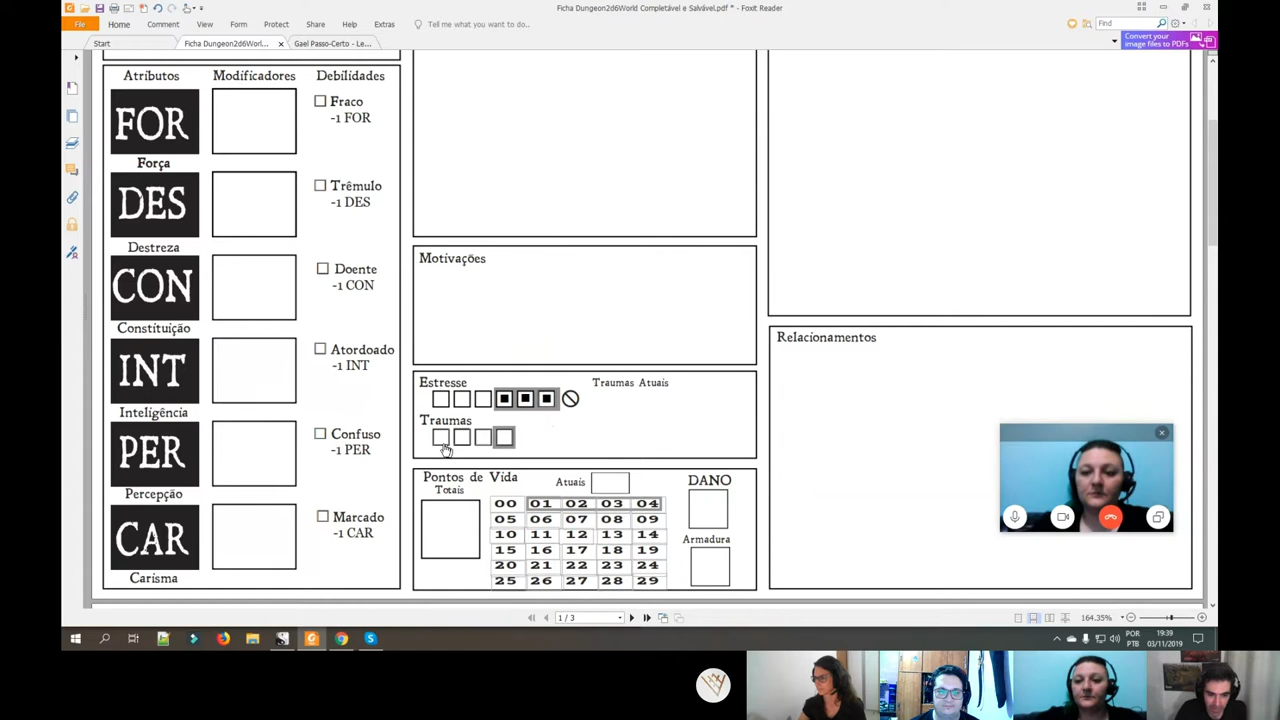 Ficha Dungeon2d6World Completável e Salvável.pdf * - Foxit Reader
File Home Comment View Form Protect Share Help Extras Tell me what you want to do... Find
Start Ficha Dungeon2d6Worl... Gael Passo-Certo - Le... Convert your
image files to PDFs
Atributos Modificadores Debilidades
FOR
Força
Fraco
-1 FOR
DES
Destreza
Trêmulo
-1 DES
CON
Constituição
Doente
-1 CON
INT
Inteligência
Atordoado
-1 INT
PER
Percepção
Confuso
-1 PER
CAR
Carisma
Marcado
-1 CAR
Motivações
Estresse
Traumas Atuais
Traumas
Pontos de Vida
Totais
Atuais
DANO
Armadura
00 01 02 03 04
05 06 07 08 09
10 11 12 13 14
15 16 17 18 19
20 21 22 23 24
25 26 27 28 29
Relacionamentos
1 / 3
164.35%
POR
PTB
19:39
03/11/2019